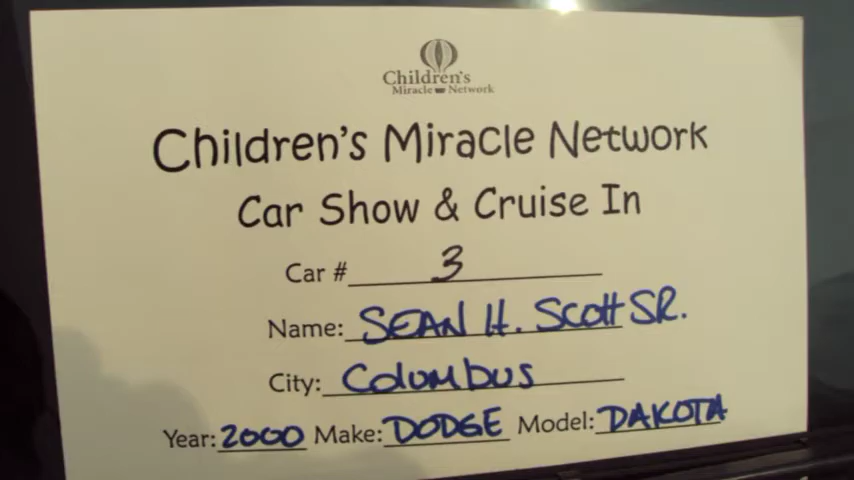 Children's
Miracle Network
Children's Miracle Network
Car Show & Cruise In
Car # 3
Name: SEAN H. Scott SR.
City: Columbus
Year: 2000 Make: DODGE Model: DAKOTA